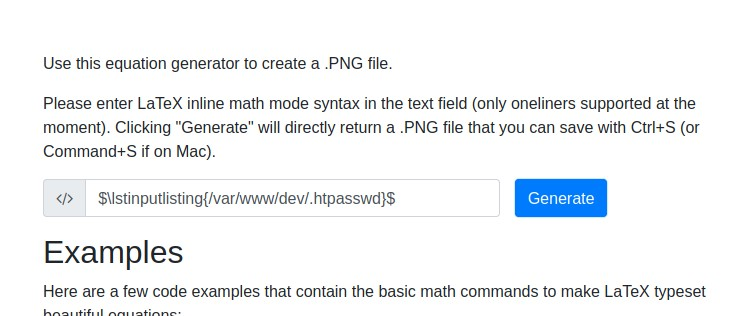 Use this equation generator to create a .PNG file.
Please enter LaTeX inline math mode syntax in the text field (only oneliners supported at the
moment). Clicking "Generate" will directly return a .PNG file that you can save with Ctrl+S (or
Command+S if on Mac).
</> $\lstinputlisting{/var/www/dev/.htpasswd}$ Generate
Examples
Here are a few code examples that contain the basic math commands to make LaTeX typeset
beautiful equations: